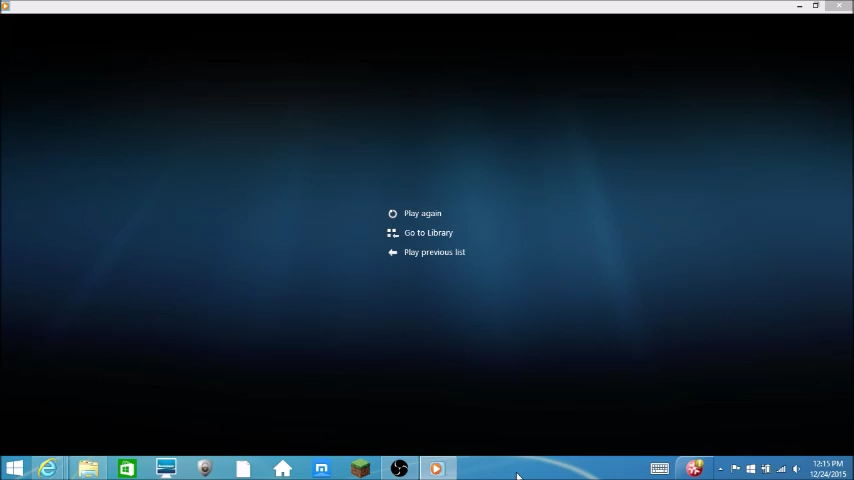 Play again
Go to Library
Play previous list
12:15 PM
12/24/2015